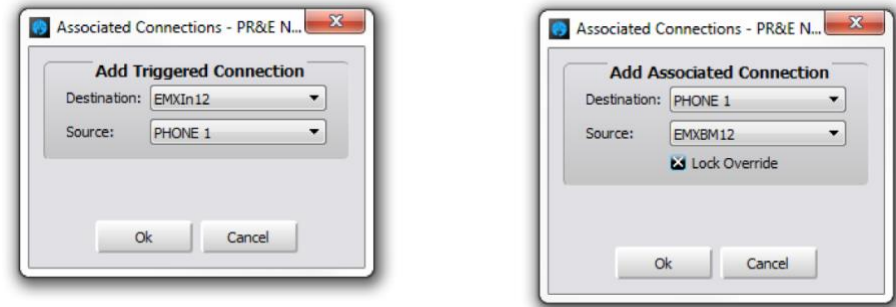 Associated Connections - PR&E N...
Add Triggered Connection
Destination: EMXIn12
Source: PHONE 1
Ok Cancel
Associated Connections - PR&E N...
Add Associated Connection
Destination: PHONE 1
Source: EMXBM12
Lock Override
Ok Cancel